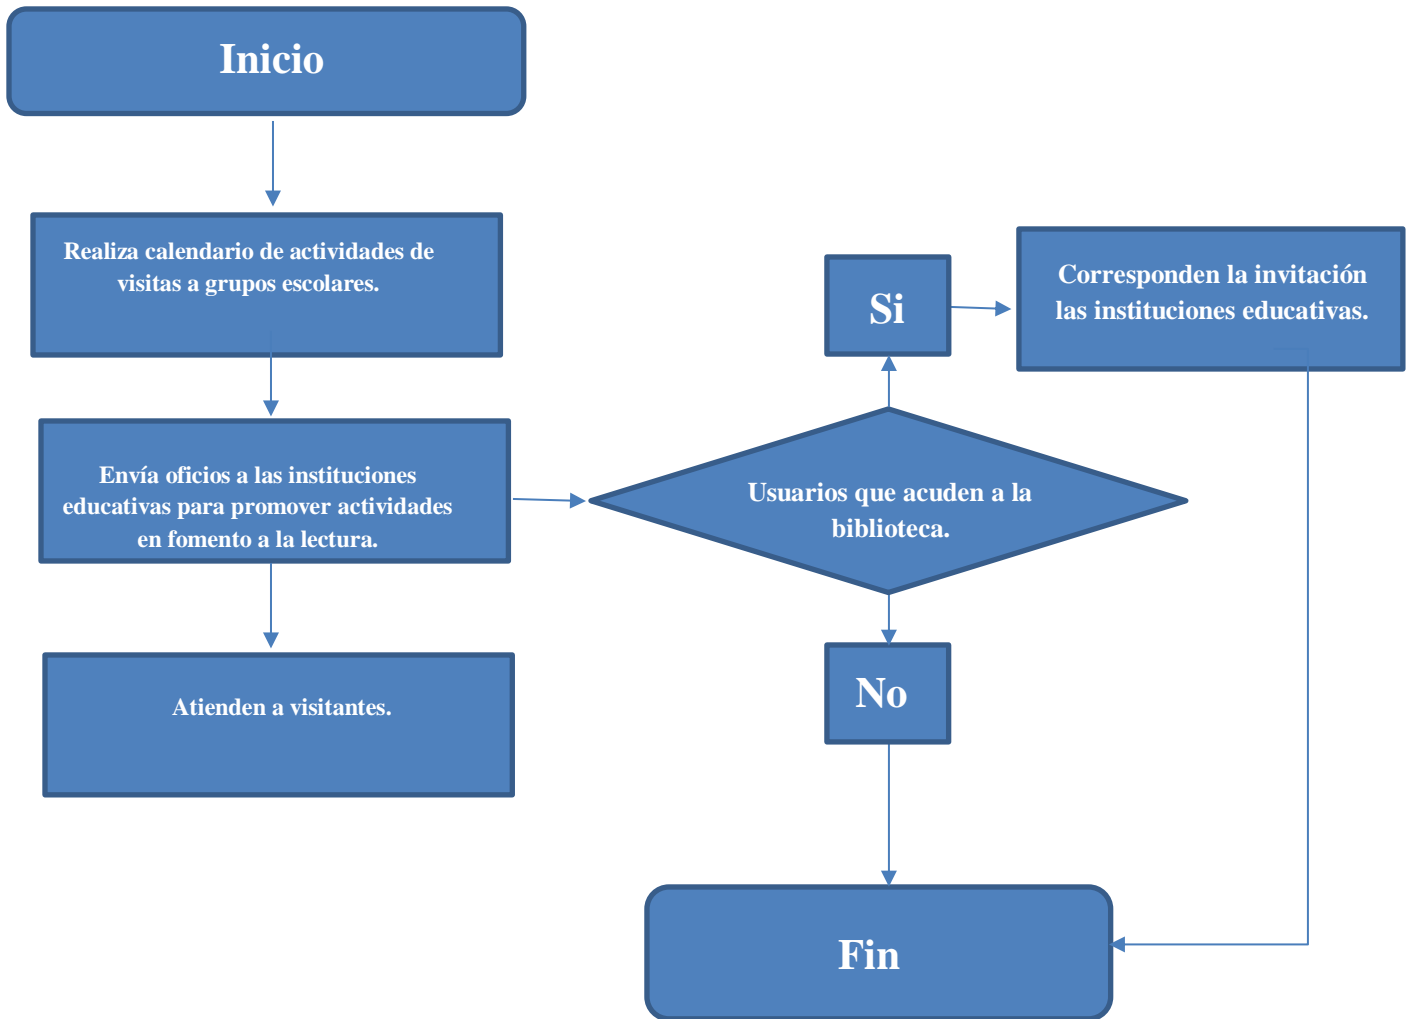 Inicio
Realiza calendario de actividades de
visitas a grupos escolares.
Envía oficios a las instituciones
educativas para promover actividades
en fomento a la lectura.
Atienden a visitantes.
Usuarios que acuden a la
biblioteca.
Si
Corresponden la invitación
las instituciones educativas.
No
Fin